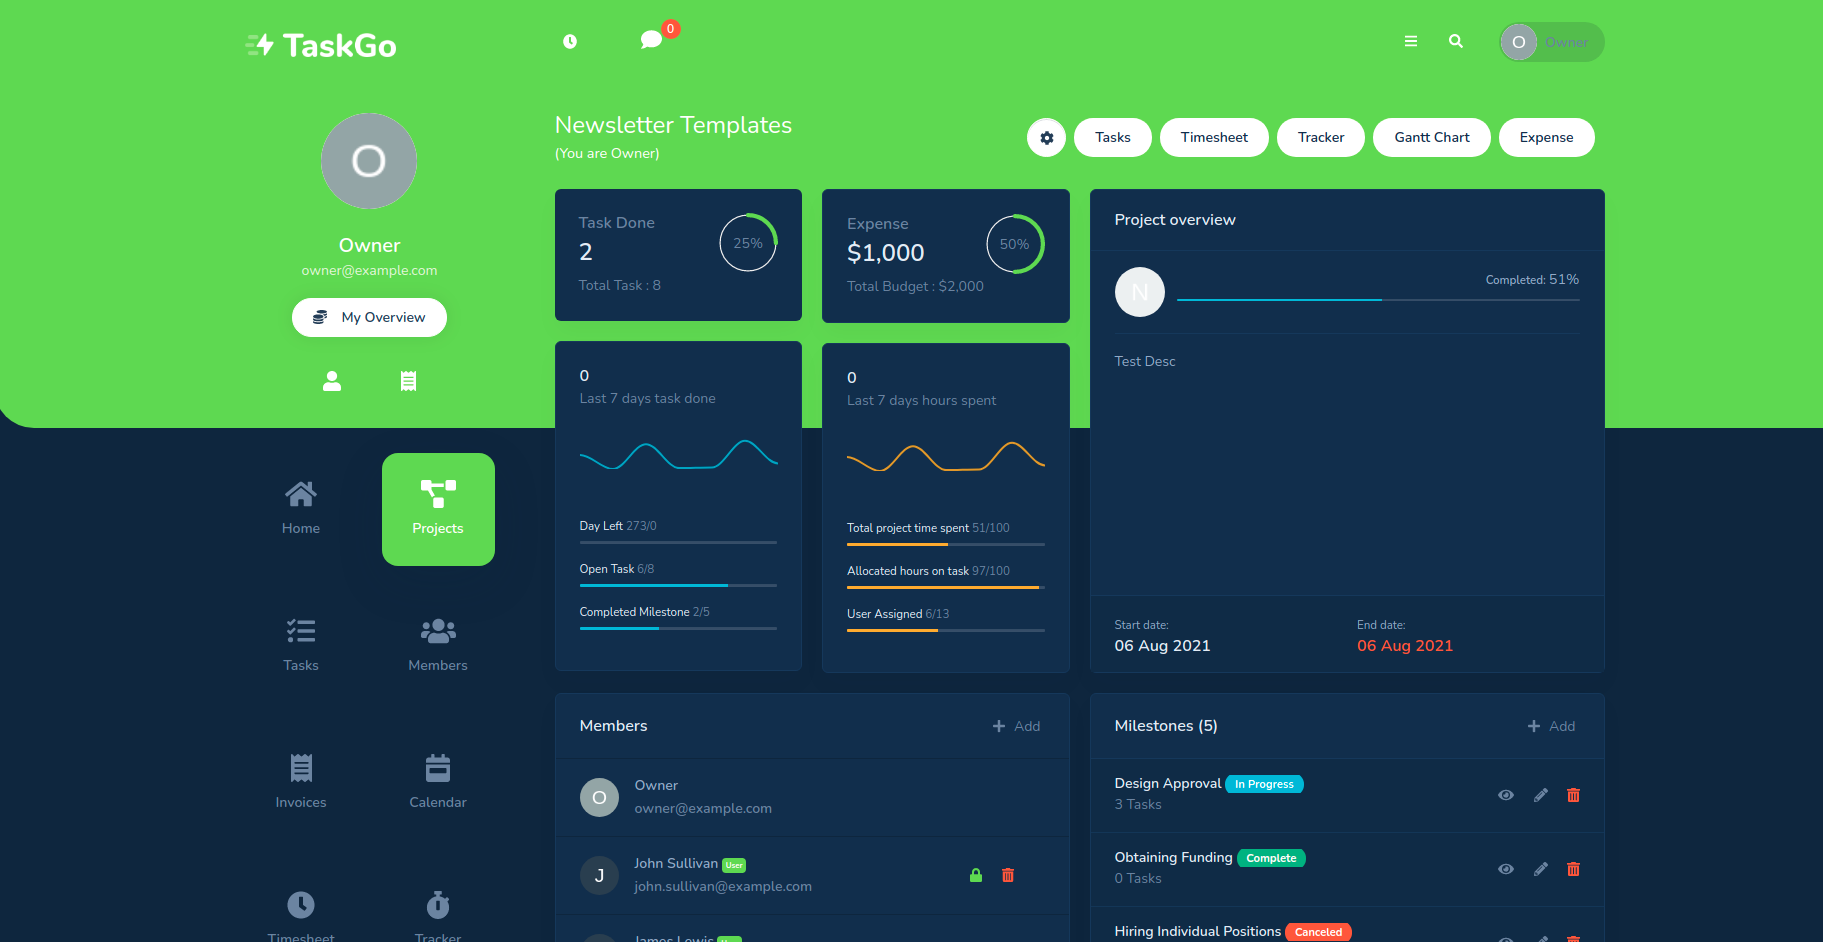 TaskGo
0
O Owner
O
Owner
owner@example.com
My Overview
Home
Projects
Tasks
Members
Invoices
Calendar
Timesheet
Tracker
Newsletter Templates
(You are Owner)
Tasks
Timesheet
Tracker
Gantt Chart
Expense
Task Done
2
Total Task : 8
25%
Expense
$1,000
Total Budget : $2,000
50%
Project overview
N
Completed: 51%
Test Desc
Start date:
06 Aug 2021
End date:
06 Aug 2021
0
Last 7 days task done
Day Left 273/0
Open Task 6/8
Completed Milestone 2/5
0
Last 7 days hours spent
Total project time spent 51/100
Allocated hours on task 97/100
User Assigned 6/13
Members
Add
O
Owner
owner@example.com
J
John Sullivan User
john.sullivan@example.com
James Lewis
Milestones (5)
Add
Design Approval In Progress
3 Tasks
Obtaining Funding Complete
0 Tasks
Hiring Individual Positions Canceled